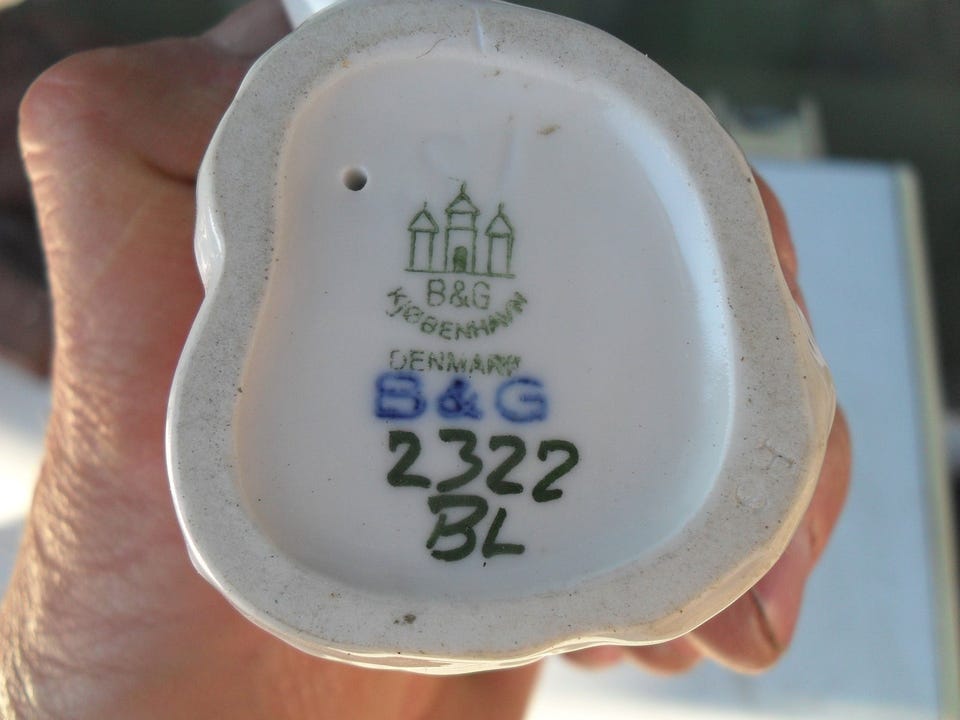 B&G
KJØBENHAVN
DENMARK
B&G
2322
BL